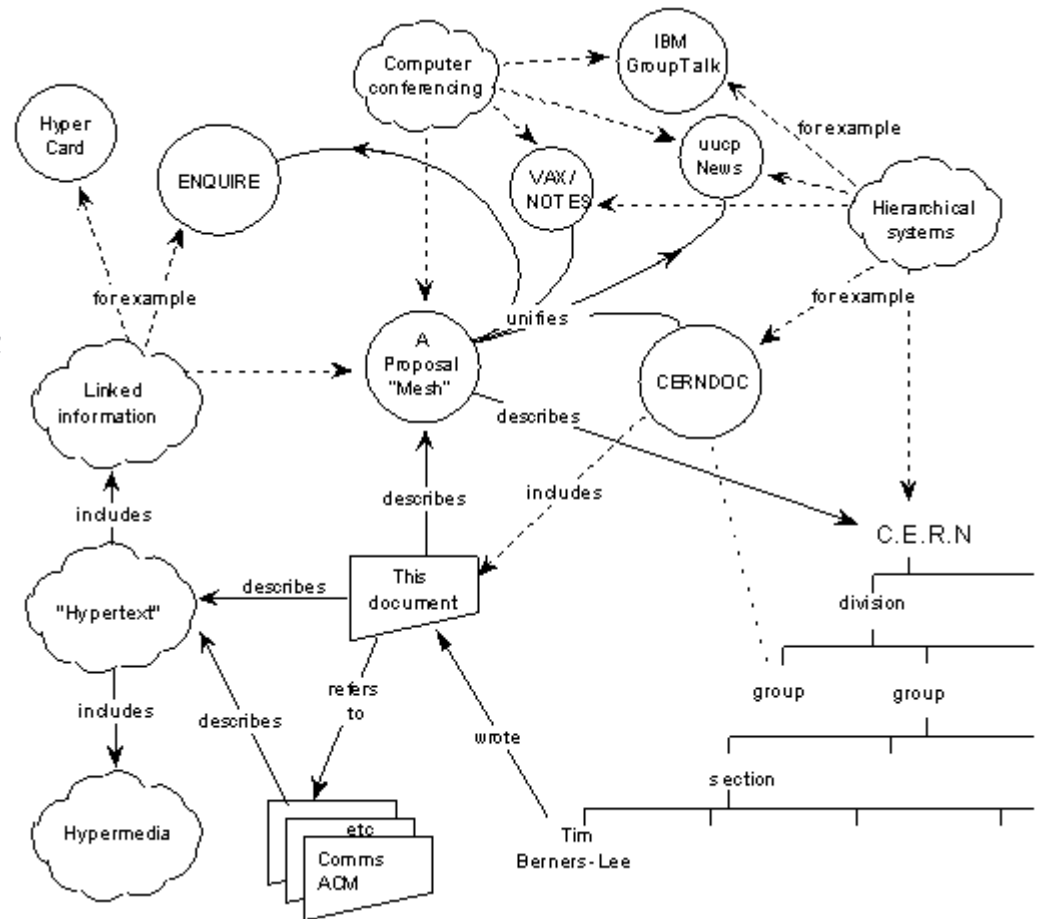 IBM
GroupTalk
Computer
conferencing
Hyper
Card
for example
uucp
News
ENQUIRE
VAX/
NOTES
Hierarchical
systems
for example
for example
unifies
A
Proposal
"Mesh"
CERNDOC
Linked
information
describes
includes
describes
includes
C.E.R.N
This
document
describes
"Hypertext"
division
refers
to
group
group
includes
describes
wrote
section
Hypermedia
etc
Comms
ACM
Tim
Berners-Lee